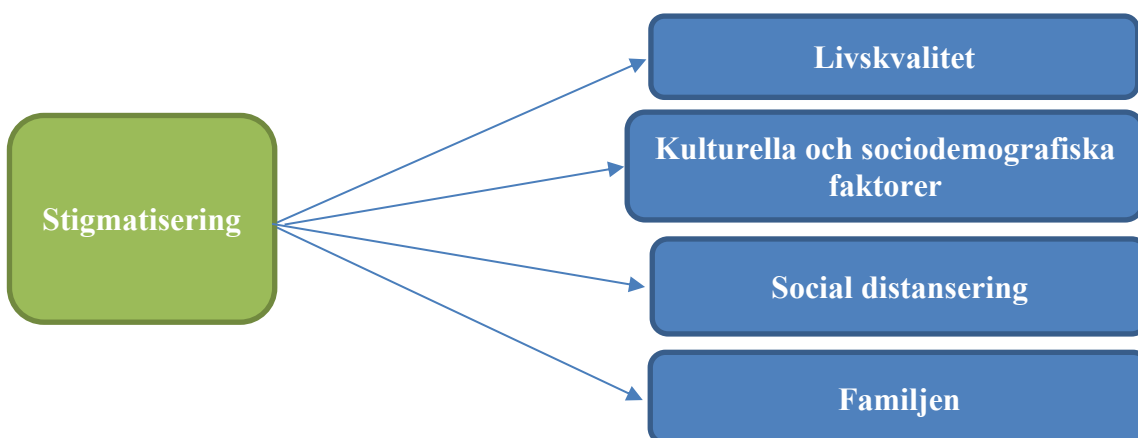 Livskvalitet
Kulturella och sociodemografiska
faktorer
Stigmatisering
Social distansering
Familjen